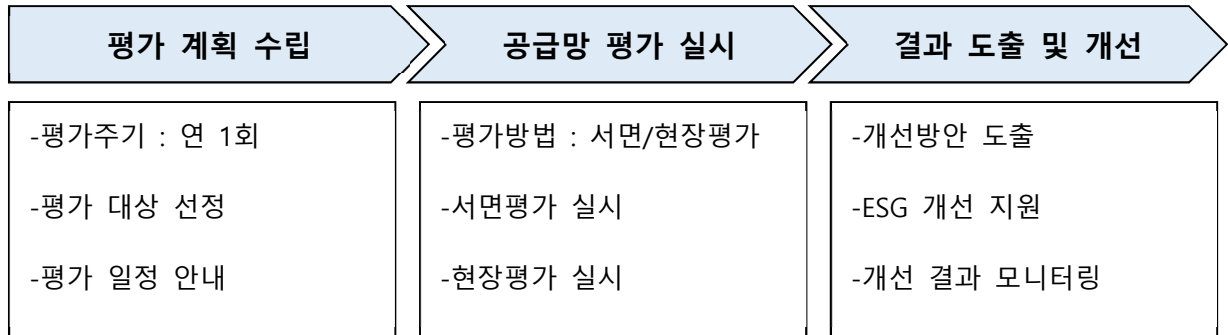 평가 계획 수립
공급망 평가 실시
결과 도출 및 개선
-평가주기 : 연 1회
-평가 대상 선정
-평가 일정 안내
-평가방법 : 서면/현장평가
-서면평가 실시
-현장평가 실시
-개선방안 도출
-ESG 개선 지원
-개선 결과 모니터링